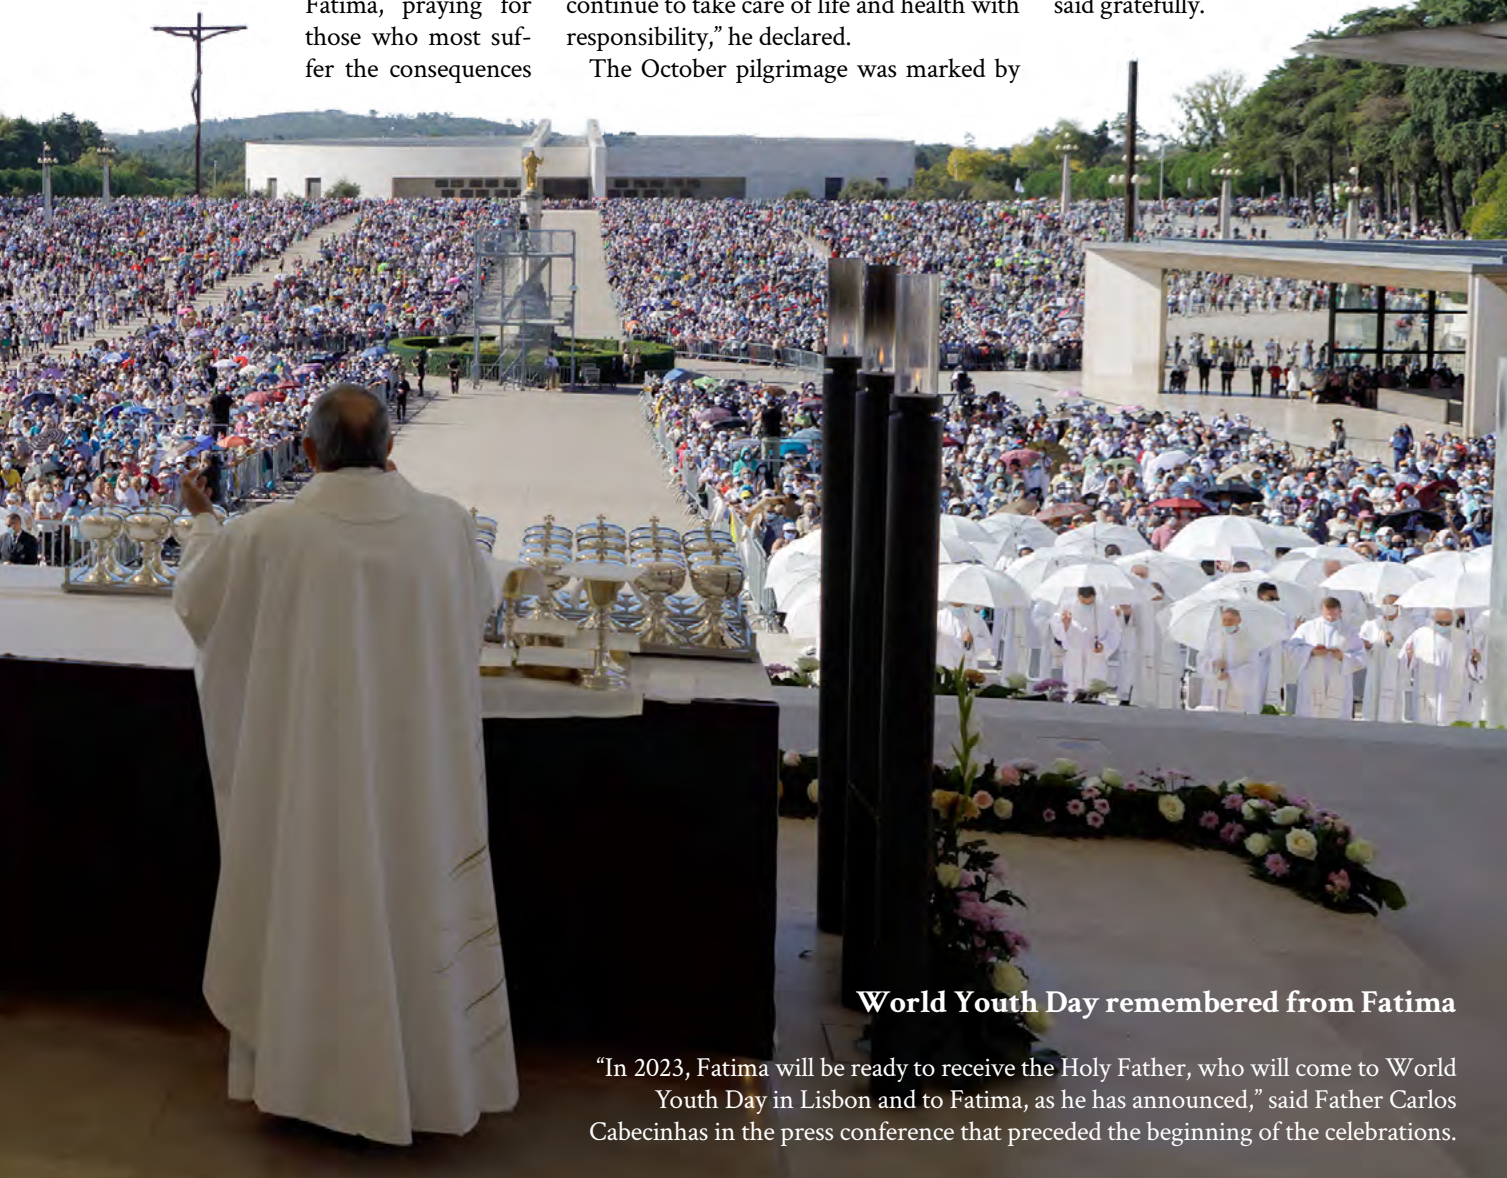 Fatima, praying for
those who most suf-
fer the consequences
continue to take care of life and health with
responsibility,” he declared.
The October pilgrimage was marked by
said gratefully.
World Youth Day remembered from Fatima
“In 2023, Fatima will be ready to receive the Holy Father, who will come to World
Youth Day in Lisbon and to Fatima, as he has announced,” said Father Carlos
Cabecinhas in the press conference that preceded the beginning of the celebrations.